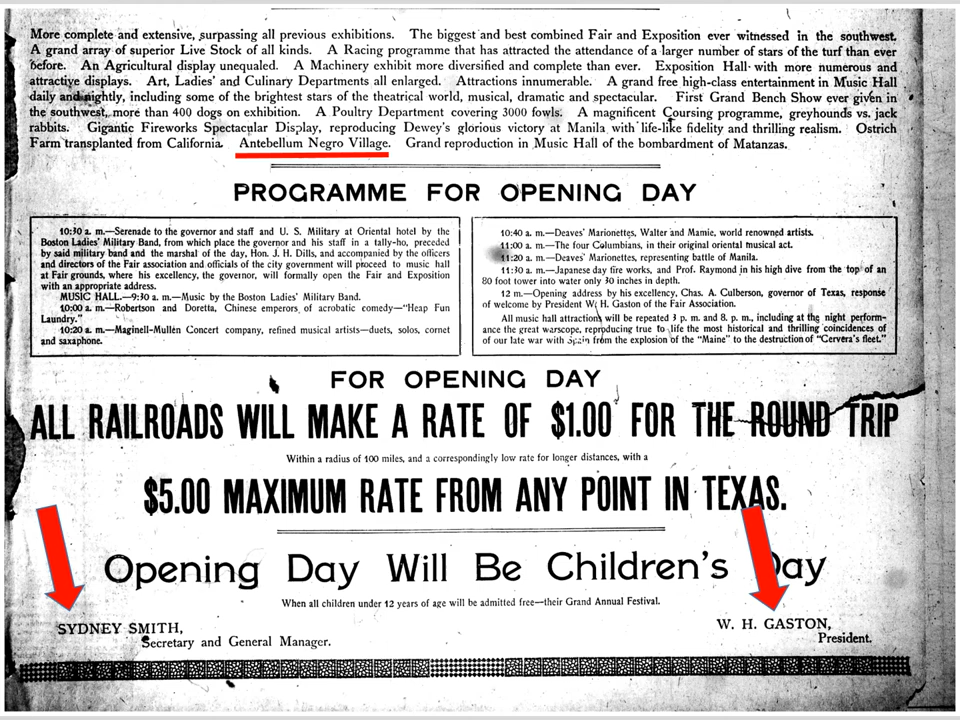 More complete and extensive, surpassing all previous exhibitions. The biggest and best combined Fair and Exposition ever witnessed in the southwest.
A grand array of superior Live Stock of all kinds. A Racing programme that has attracted the attendance of a larger number of stars of the turf than ever
before. An Agricultural display unequaled. A Machinery exhibit more diversified and complete than ever. Exposition Hall with more numerous and
attractive displays. Art, Ladies' and Culinary Departments all enlarged. Attractions innumerable. A grand free high-class entertainment in Music Hall
daily and nightly, including some of the brightest stars of the theatrical world, musical, dramatic and spectacular. First Grand Bench Show ever given in
the southwest, more than 400 dogs on exhibition. A Poultry Department covering 3000 fowls. A magnificent Coursing programme, greyhounds vs. jack
rabbits. Gigantic Fireworks Spectacular Display, reproducing Dewey's glorious victory at Manila with life-like fidelity and thrilling realism. Ostrich
Farm transplanted from California. Antebellum Negro Village. Grand reproduction in Music Hall of the bombardment of Matanzas.
PROGRAMME FOR OPENING DAY
10:30 a. m.—Serenade to the governor and staff and U. S. Military at Oriental hotel by the
Boston Ladies' Military Band, from which place the governor and his staff in a tally-ho, preceded
by said military band and the marshal of the day, Hon. J. H. Dills, and accompanied by the officers
and directors of the Fair association and officials of the city government will proceed to music hall
at Fair grounds, where his excellency, the governor, will formally open the Fair and Exposition
with an appropriate address.
MUSIC HALL.—9:30 a. m.—Music by the Boston Ladies' Military Band.
10:00 a. m.—Robertson and Doretta, Chinese emperors of acrobatic comedy—"Heap Fun
Laundry."
10:20 a. m.—Maginell-Mullen Concert company, refined musical artists—duets, solos, cornet
and saxaphone.
10:40 a. m.—Deaves' Marionettes, Walter and Mamie, world renowned artists.
11:00 a. m.—The four Columbians, in their original oriental musical act.
11:20 a. m.—Deaves' Marionettes, representing battle of Manila.
11:30 a. m.—Japanese day fire works, and Prof. Raymond in his high dive from the top of an
80 foot tower into water only 30 inches in depth.
12 m.—Opening address by his excellency, Chas. A. Culberson, governor of Texas, response
of welcome by President W. H. Gaston of the Fair Association.
All music hall attractions will be repeated 3 p. m. and 8. p. m., including at the night perform-
ance the great warscope, reproducing true to life the most historical and thrilling coincidences of
of our late war with Spain from the explosion of the "Maine" to the destruction of "Cervera's fleet."
FOR OPENING DAY
ALL RAILROADS WILL MAKE A RATE OF $1.00 FOR THE ROUND TRIP
Within a radius of 100 miles, and a correspondingly low rate for longer distances, with a
$5.00 MAXIMUM RATE FROM ANY POINT IN TEXAS.
Opening Day Will Be Children's Day
When all children under 12 years of age will be admitted free—their Grand Annual Festival.
SYDNEY SMITH,
Secretary and General Manager.
W. H. GASTON,
President.